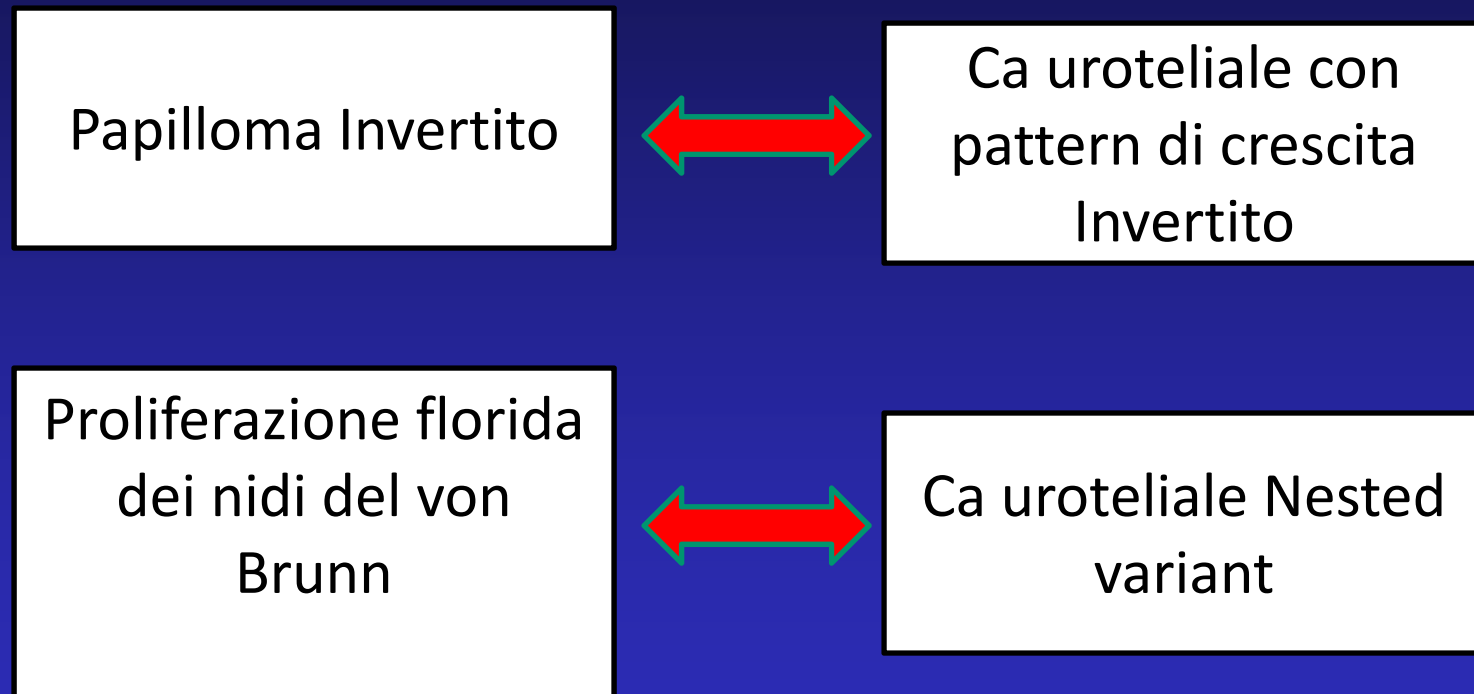 Papilloma Invertito
Ca uroteliale con
pattern di crescita
Invertito
Proliferazione florida
dei nidi del von
Brunn
Ca uroteliale Nested
variant